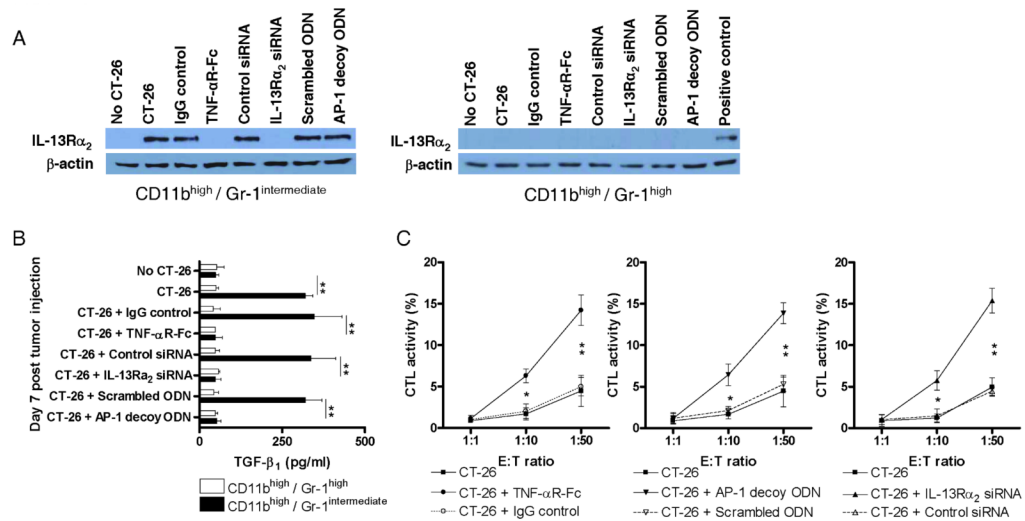 A
No CT-26
CT-26
IgG control
TNF-αR-Fc
Control siRNA
IL-13Rα2 siRNA
Scrambled ODN
AP-1 decoy ODN
IL-13Rα2
β-actin
CD11bhigh / Gr-1intermediate
No CT-26
CT-26
IgG control
TNF-αR-Fc
Control siRNA
IL-13Rα2 siRNA
Scrambled ODN
AP-1 decoy ODN
Positive control
IL-13Rα2
β-actin
CD11bhigh / Gr-1high
B
Day 7 post tumor injection
No CT-26
CT-26
CT-26 + IgG control
CT-26 + TNF-αR-Fc
CT-26 + Control siRNA
CT-26 + IL-13Ra2 siRNA
CT-26 + Scrambled ODN
CT-26 + AP-1 decoy ODN
**
**
**
**
0 250 500
TGF-β1 (pg/ml)
CD11bhigh / Gr-1high
CD11bhigh / Gr-1intermediate
C
CTL activity (%)
20
15
10
5
0
*
**
1:1 1:10 1:50
E:T ratio
CT-26
CT-26 + TNF-αR-Fc
CT-26 + IgG control
CTL activity (%)
20
15
10
5
0
*
**
1:1 1:10 1:50
E:T ratio
CT-26
CT-26 + AP-1 decoy ODN
CT-26 + Scrambled ODN
CTL activity (%)
20
15
10
5
0
*
**
1:1 1:10 1:50
E:T ratio
CT-26
CT-26 + IL-13Rα2 siRNA
CT-26 + Control siRNA